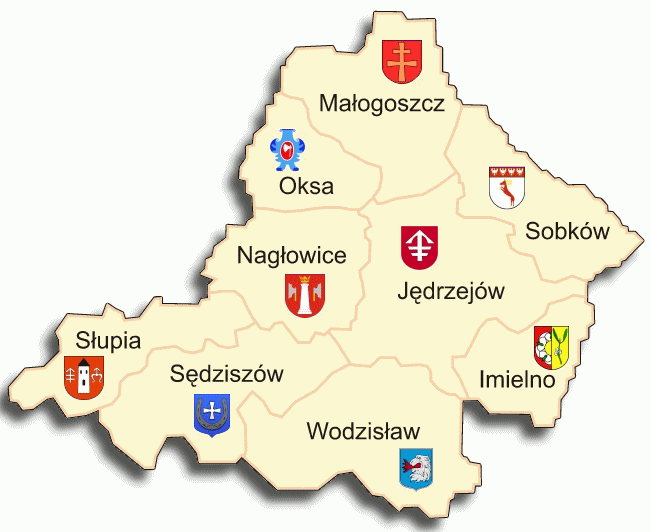 Małogoszcz
Oksa
Sobków
Nagłowice
Jędrzejów
Słupia
Sędziszów
Imielno
Wodzisław